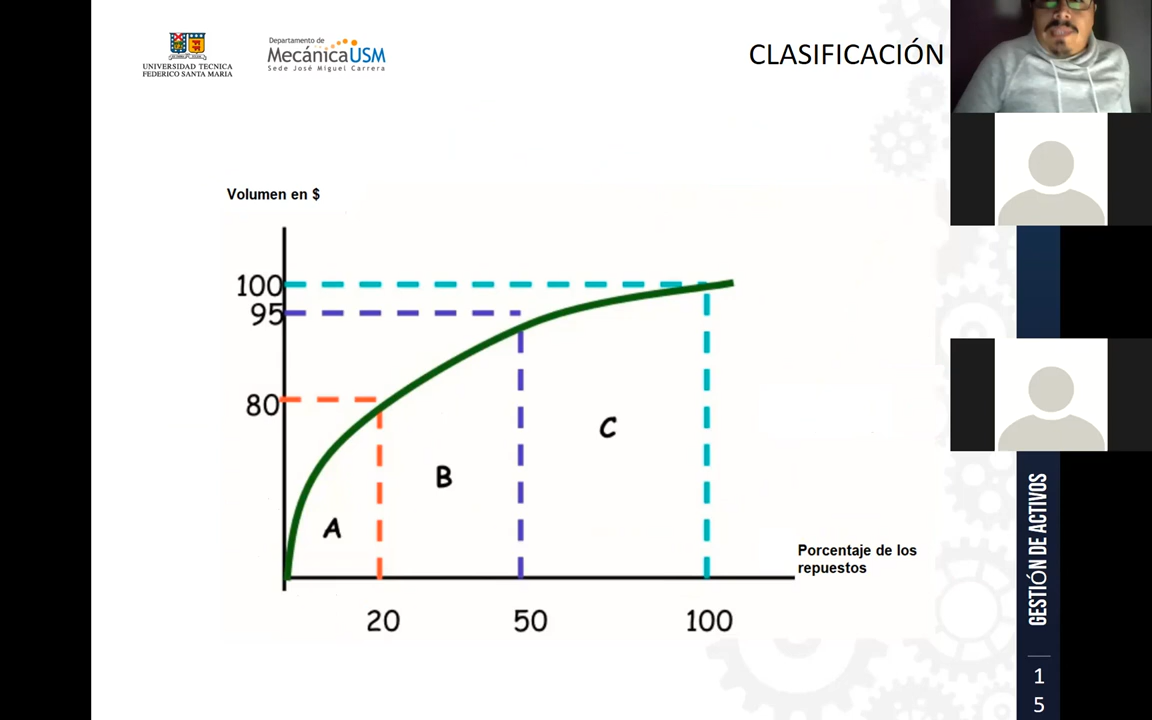 UNIVERSIDAD TECNICA
FEDERICO SANTA MARIA
Departamento de
MecánicaUSM
Sede José Miguel Carrera
CLASIFICACIÓN
Volumen en $
100
95
80
A
B
C
Porcentaje de los
repuestos
20 50 100
GESTIÓN DE ACTIVOS
1
5